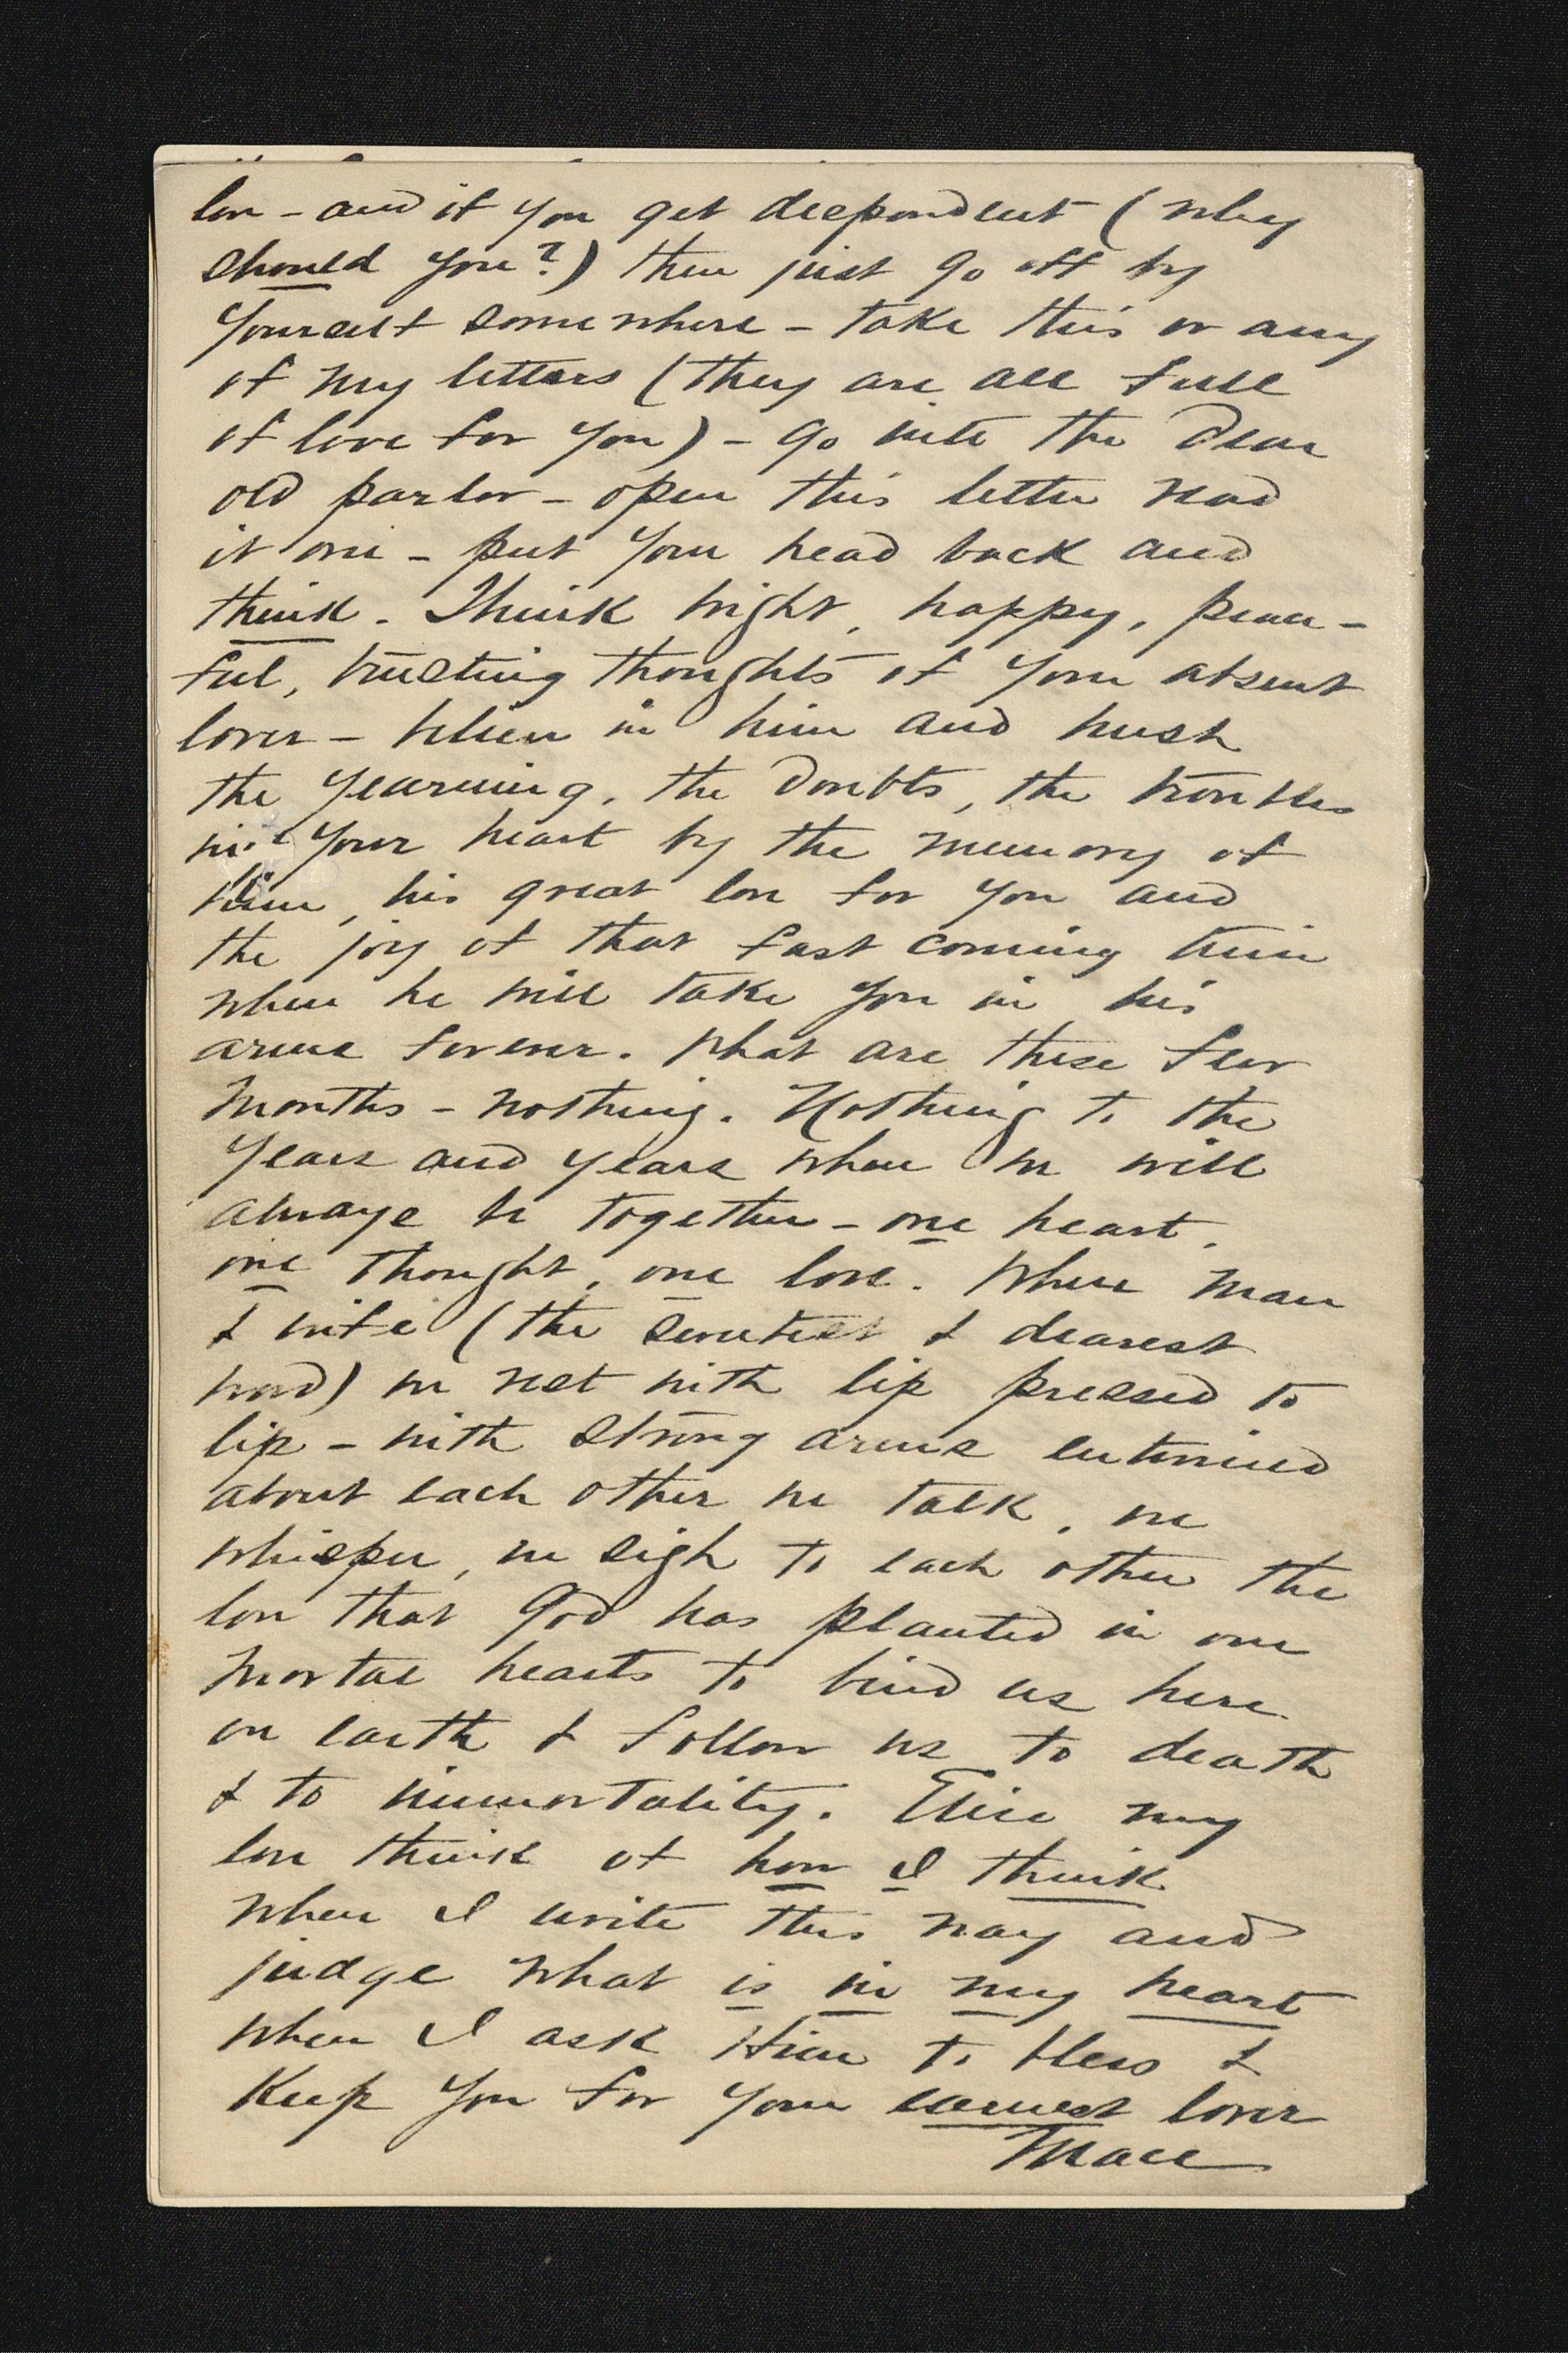 love - and if you get despondent (why
should you?) then just go off by
yourself somewhere - take this or any
of my letters (they are all full
of love for you) - go into the dear
old parlor - open this letter read
it over - put your head back and
think. Think bright, happy, peace-
ful, trusting thoughts of your absent
lover - believe in him and hush
the yearning, the doubts, the troubles
in your heart by the memory of
him, his great love for you and
the joy of that fast coming time
when he will take you in his
arms forever. What are these few
months - nothing. Nothing to the
years and years when we will
always be together - one heart,
one thought, one love. When man
& wife (the sweetest & dearest
word) we rest with lip pressed to
lip - with strong arms entwined
about each other we talk, we
whisper, we sigh to each other the
love that God has planted in our
mortal hearts to bind us here
on earth & follow us to death
& to immortality. Elise my
love think of how I think
when I write this way and
judge what is in my heart
when I ask Him to bless &
keep you for your earnest lover
Mace